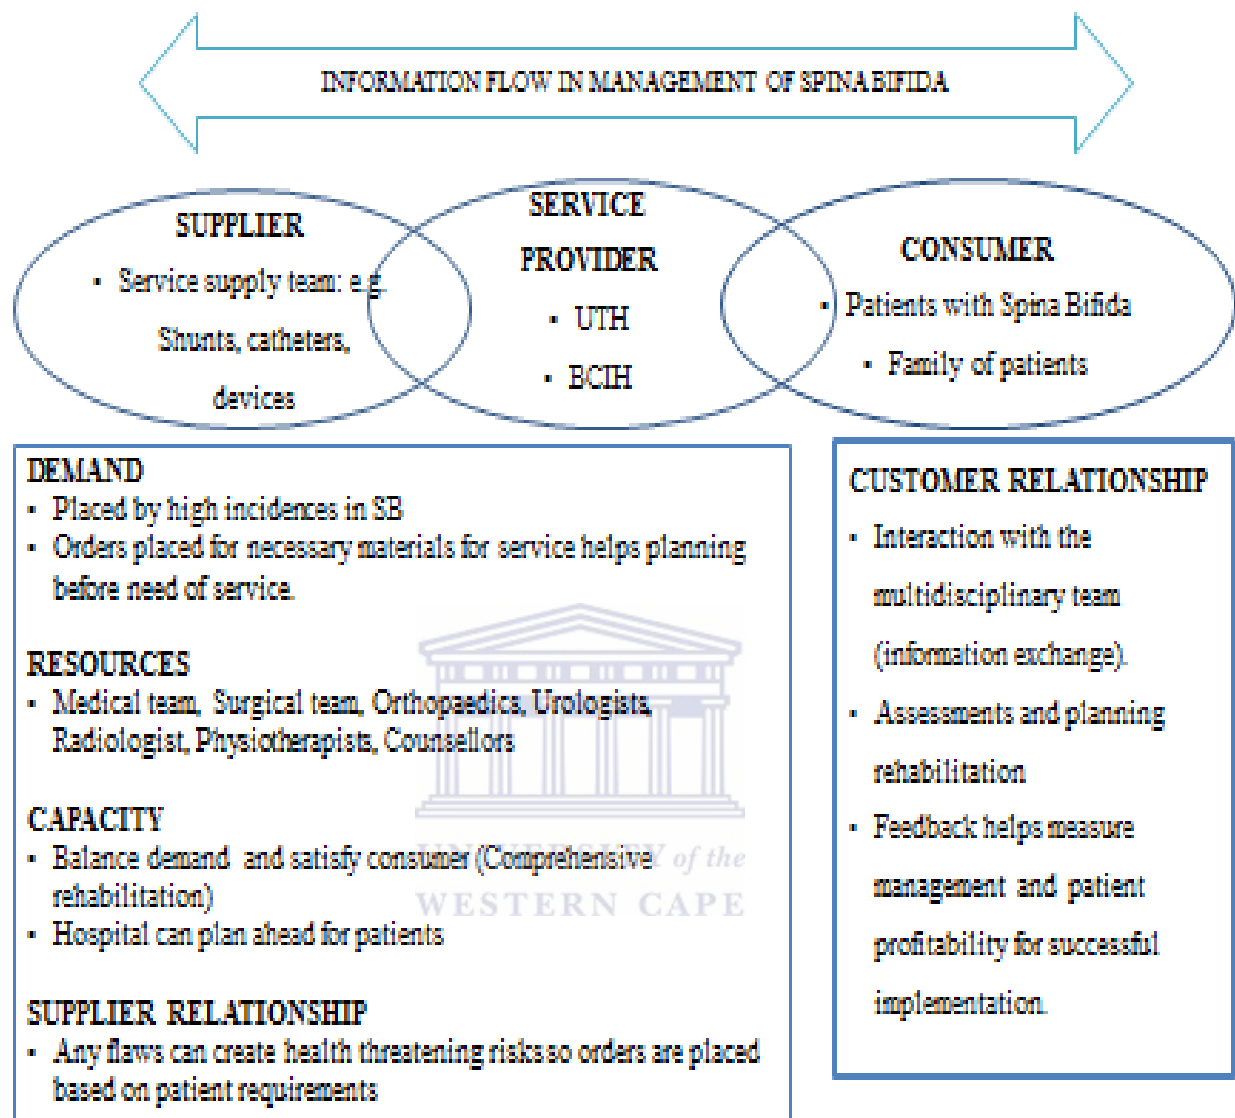 INFORMATION FLOW IN MANAGEMENT OF SPINA BIFIDA
SUPPLIER
▪ Service supply team: e.g.
Shunts, catheters,
devices
SERVICE
PROVIDER
▪ UTH
▪ BCIH
CONSUMER
▪ Patients with Spina Bifida
▪ Family of patients
DEMAND
▪ Placed by high incidences in SB
▪ Orders placed for necessary materials for service helps planning
before need of service.
RESOURCES
▪ Medical team, Surgical team, Orthopaedics, Urologists,
Radiologist, Physiotherapists, Counsellors
CAPACITY
▪ Balance demand and satisfy consumer (Comprehensive
rehabilitation)
▪ Hospital can plan ahead for patients
SUPPLIER RELATIONSHIP
▪ Any flaws can create health threatening risks so orders are placed
based on patient requirements
CUSTOMER RELATIONSHIP
▪ Interaction with the
multidisciplinary team
(information exchange).
▪ Assessments and planning
rehabilitation
▪ Feedback helps measure
management and patient
profitability for successful
implementation.
UNIVERSITY of the
WESTERN CAPE